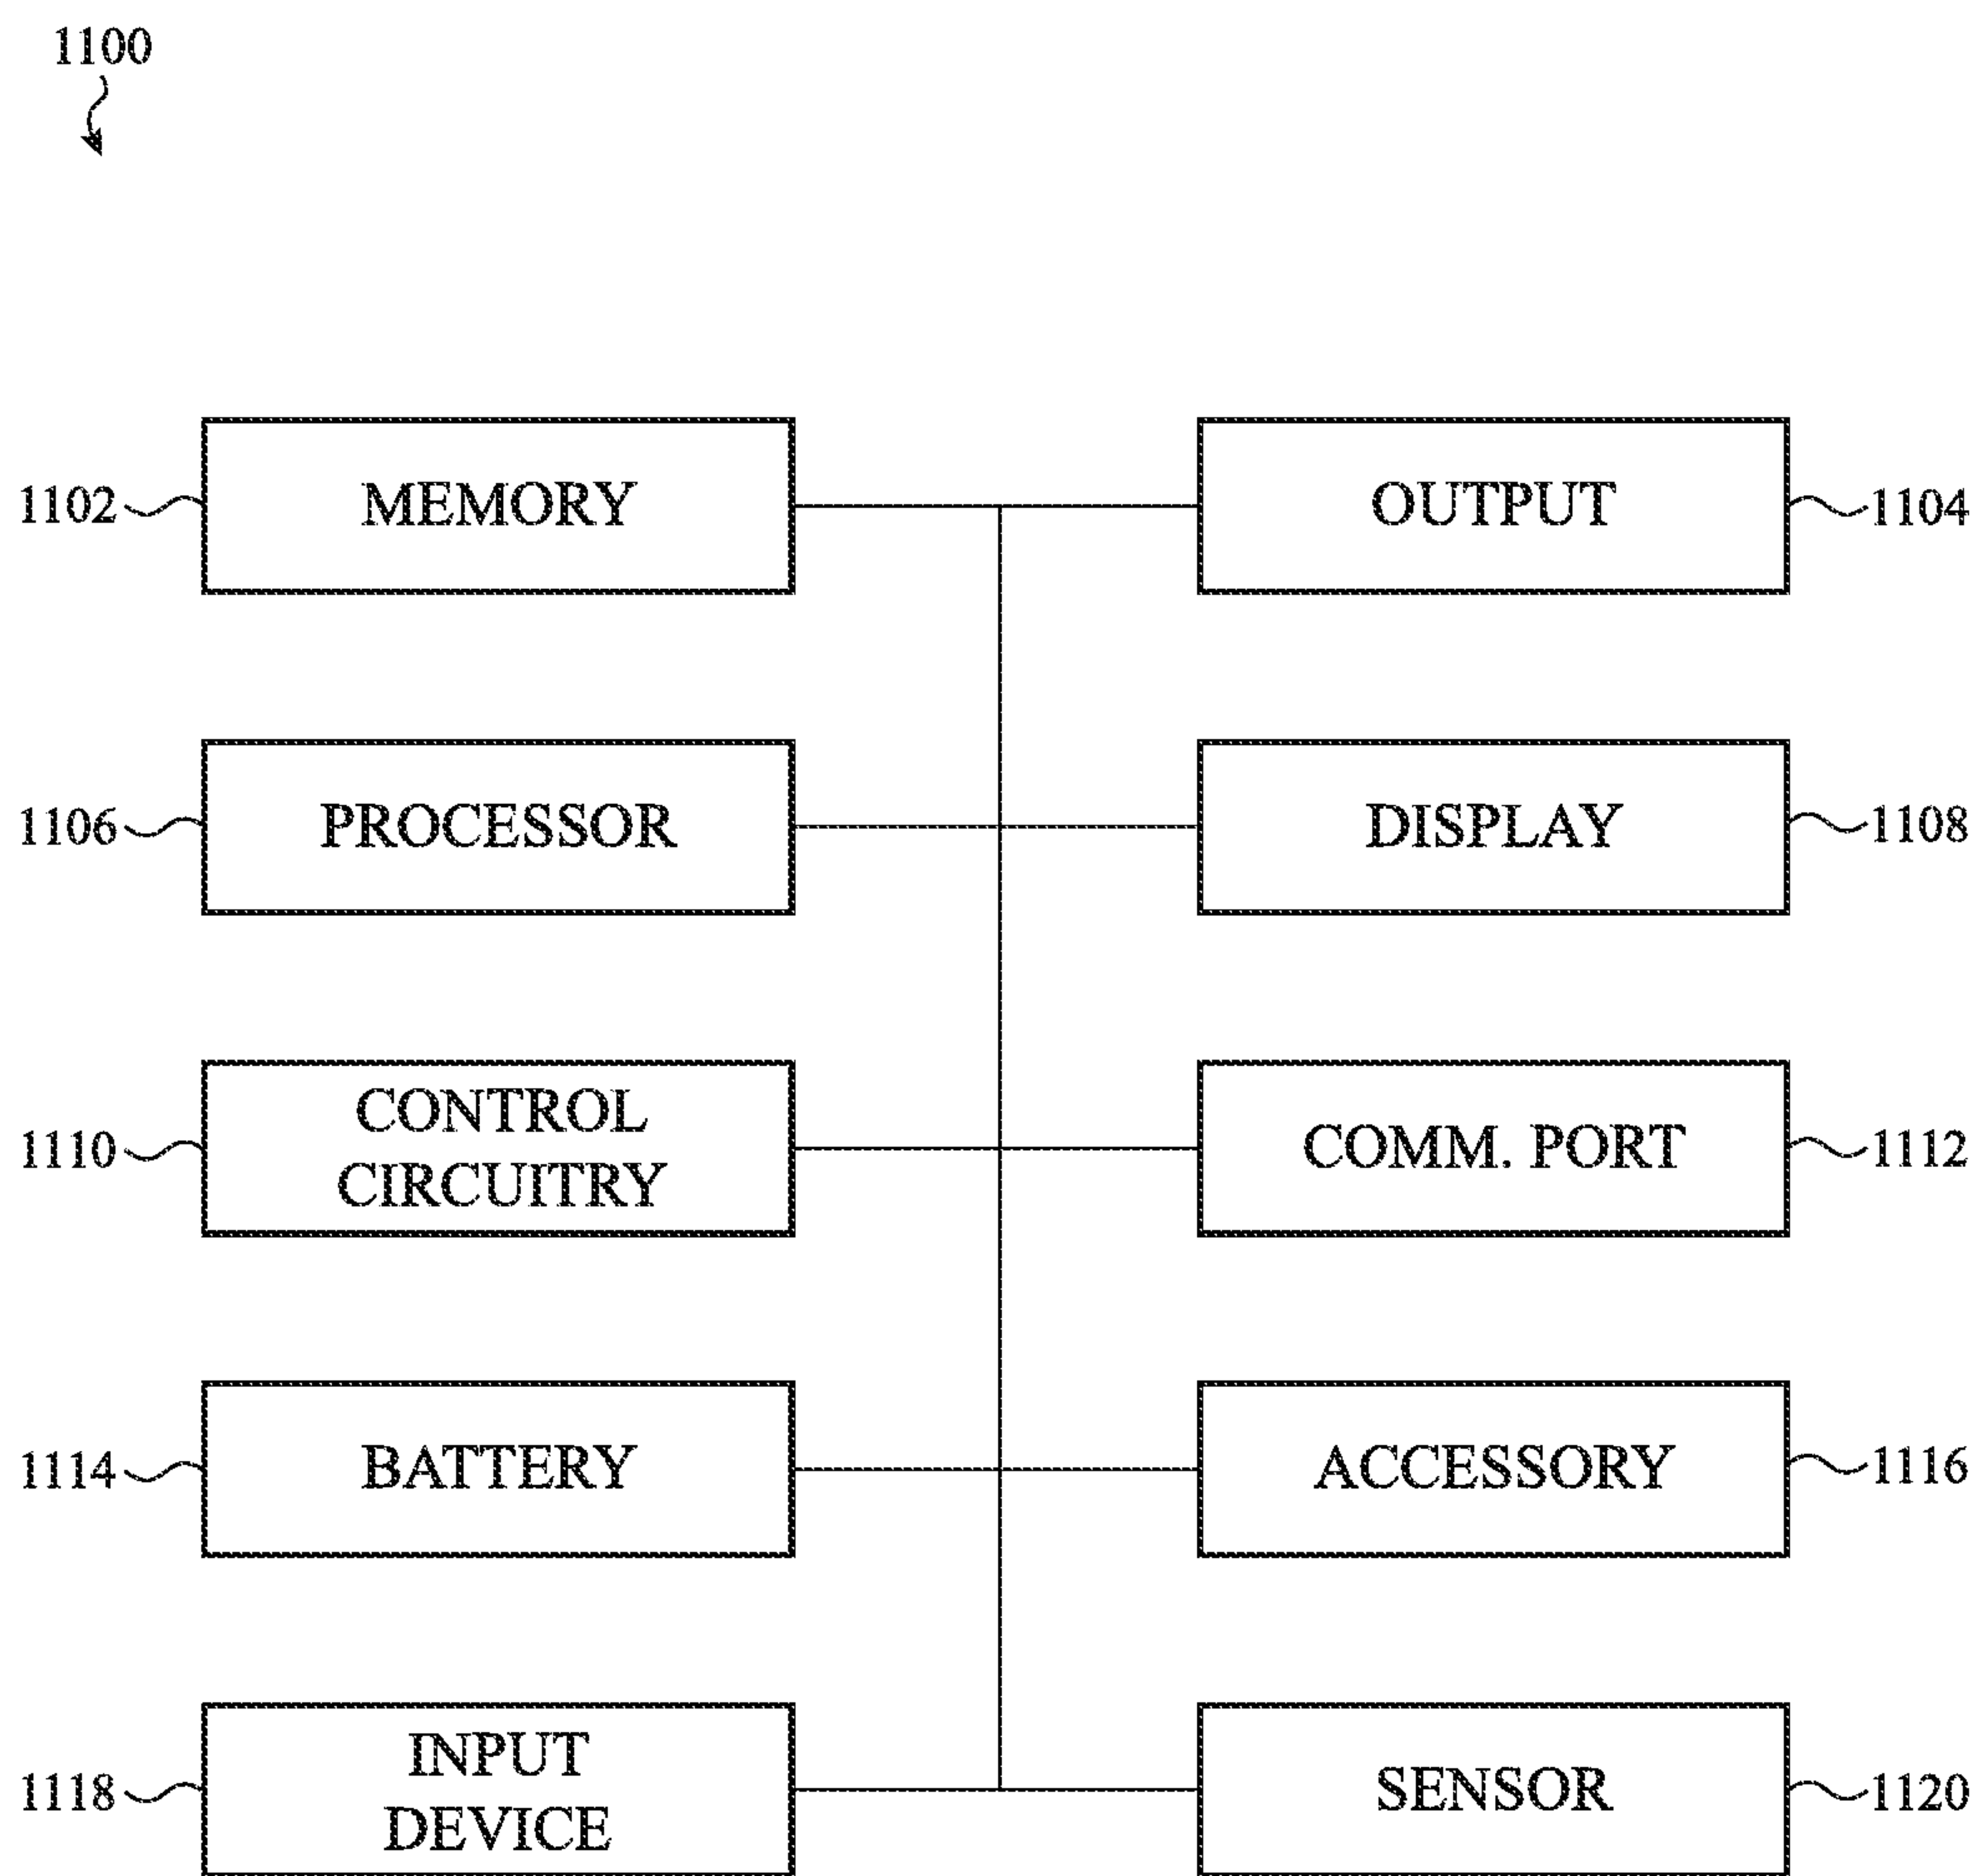 1100
1102 MEMORY OUTPUT 1104
1106 PROCESSOR DISPLAY 1108
1110 CONTROL CIRCUITRY COMM. PORT 1112
1114 BATTERY ACCESSORY 1116
1118 INPUT DEVICE SENSOR 1120